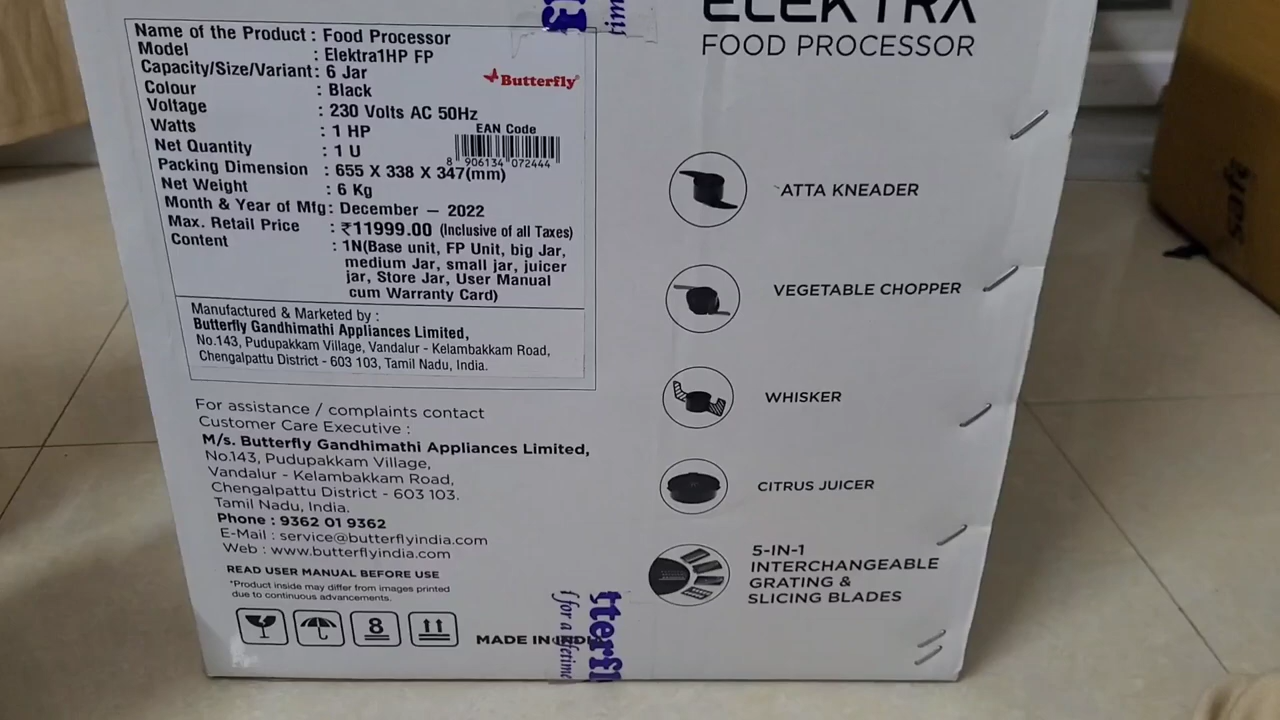 Name of the Product : Food Processor
Model : Elektra1HP FP
Capacity/Size/Variant : 6 Jar
Colour : Black
Voltage : 230 Volts AC 50Hz
Watts : 1 HP
Net Quantity : 1 U
Packing Dimension : 655 X 338 X 347(mm)
Net Weight : 6 Kg
Month & Year of Mfg : December — 2022
Max. Retail Price : ₹11999.00 (Inclusive of all Taxes)
Content : 1N(Base unit, FP Unit, big Jar,
medium Jar, small jar, juicer
jar, Store Jar, User Manual
cum Warranty Card)
Butterfly
EAN Code
8 906134 072444
Manufactured & Marketed by :
Butterfly Gandhimathi Appliances Limited,
No.143, Pudupakkam Village, Vandalur - Kelambakkam Road,
Chengalpattu District - 603 103, Tamil Nadu, India.
For assistance / complaints contact
Customer Care Executive :
M/s. Butterfly Gandhimathi Appliances Limited,
No.143, Pudupakkam Village,
Vandalur - Kelambakkam Road,
Chengalpattu District - 603 103.
Tamil Nadu, India.
Phone : 9362 01 9362
E-Mail : service@butterflyindia.com
Web : www.butterflyindia.com
READ USER MANUAL BEFORE USE
*Product inside may differ from images printed
due to continuous advancements.
8
MADE IN INDIA
tterfl
for a lifetime
ELEKTRA
FOOD PROCESSOR
ATTA KNEADER
VEGETABLE CHOPPER
WHISKER
CITRUS JUICER
5-IN-1
INTERCHANGEABLE
GRATING &
SLICING BLADES
safe